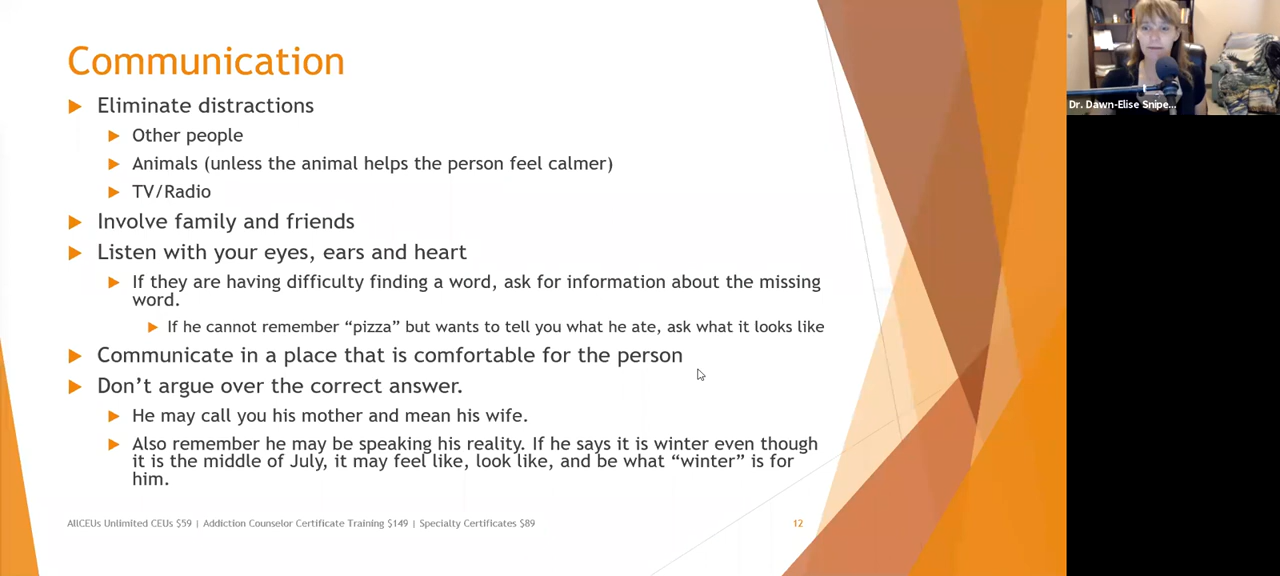 Communication
Eliminate distractions
Other people
Animals (unless the animal helps the person feel calmer)
TV/Radio
Involve family and friends
Listen with your eyes, ears and heart
If they are having difficulty finding a word, ask for information about the missing
word.
If he cannot remember “pizza” but wants to tell you what he ate, ask what it looks like
Communicate in a place that is comfortable for the person
Don’t argue over the correct answer.
He may call you his mother and mean his wife.
Also remember he may be speaking his reality. If he says it is winter even though
it is the middle of July, it may feel like, look like, and be what “winter” is for
him.
AllCEUs Unlimited CEUs $59 | Addiction Counselor Certificate Training $149 | Specialty Certificates $89
12
Dr. Dawn-Elise Snipe...